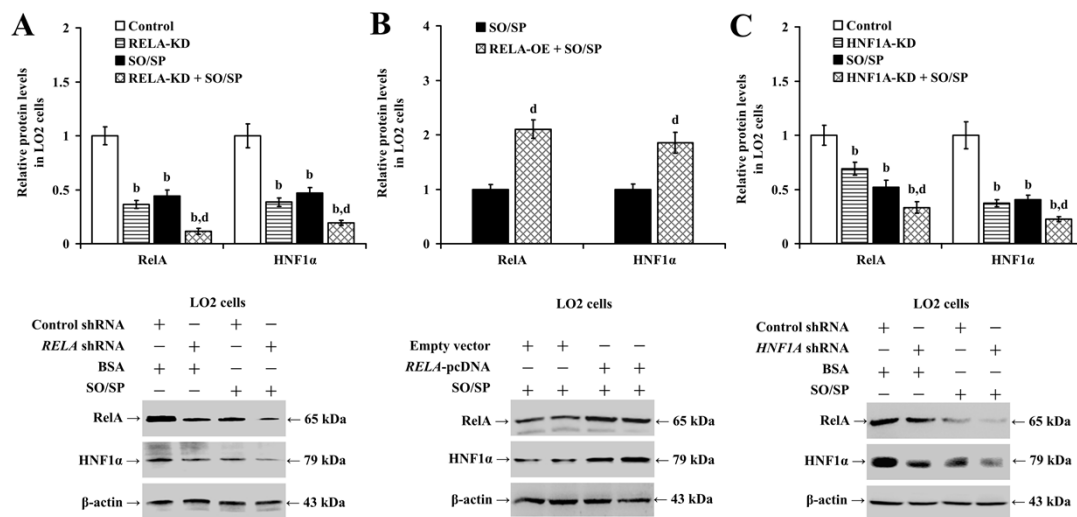 A
Relative protein levels
in LO2 cells
2
1.5
1
0.5
0
Control
RELA-KD
SO/SP
RELA-KD + SO/SP
b
b
b,d
b
b
b,d
RelA
HNF1α
LO2 cells
Control shRNA + − + −
RELA shRNA − + − +
BSA + + − −
SO/SP − − + +
RelA → ← 65 kDa
HNF1α → ← 79 kDa
β-actin → ← 43 kDa
B
Relative protein levels
in LO2 cells
4
3
2
1
0
SO/SP
RELA-OE + SO/SP
d
d
RelA
HNF1α
LO2 cells
Empty vector + + − −
RELA-pcDNA − − + +
SO/SP + + + +
RelA → ← 65 kDa
HNF1α → ← 79 kDa
β-actin → ← 43 kDa
C
Relative protein levels
in LO2 cells
2
1.5
1
0.5
0
Control
HNF1A-KD
SO/SP
HNF1A-KD + SO/SP
b
b
b,d
b
b
b,d
RelA
HNF1α
LO2 cells
Control shRNA + − + −
HNF1A shRNA − + − +
BSA + + − −
SO/SP − − + +
RelA → ← 65 kDa
HNF1α → ← 79 kDa
β-actin → ← 43 kDa